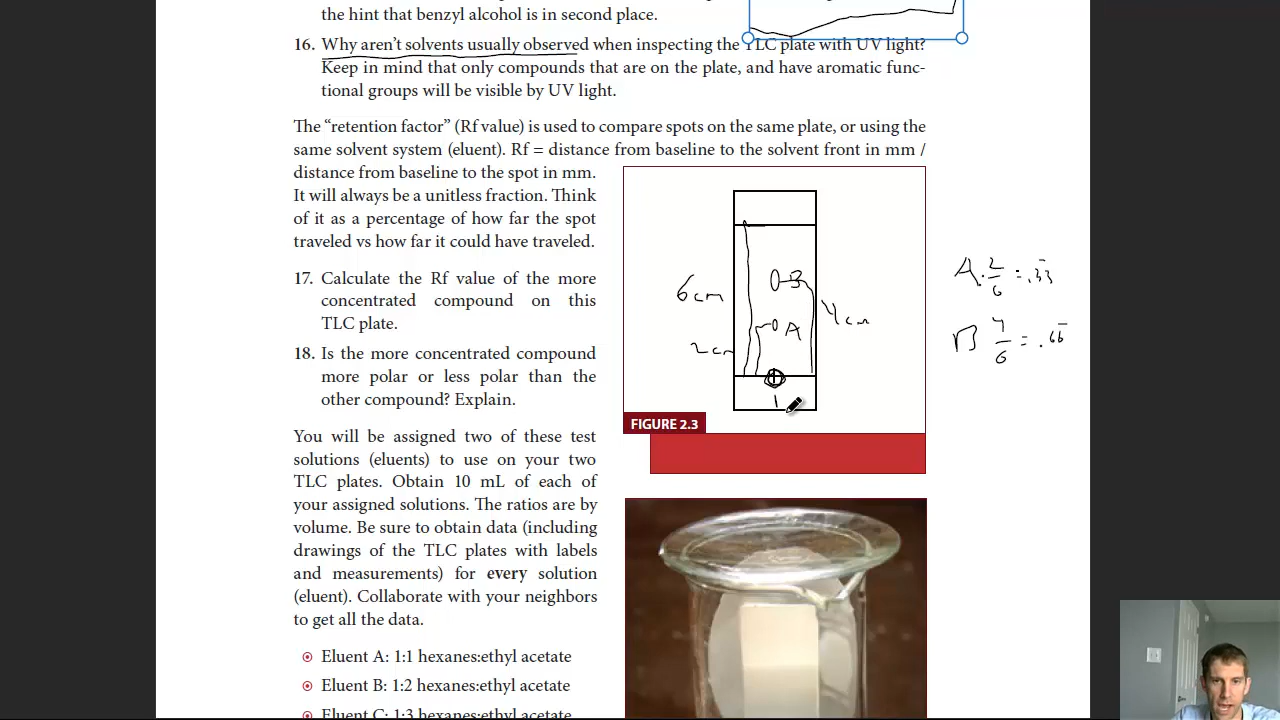 the hint that benzyl alcohol is in second place.
16. Why aren't solvents usually observed when inspecting the TLC plate with UV light?
Keep in mind that only compounds that are on the plate, and have aromatic func-
tional groups will be visible by UV light.
The “retention factor” (Rf value) is used to compare spots on the same plate, or using the
same solvent system (eluent). Rf = distance from baseline to the solvent front in mm /
distance from baseline to the spot in mm.
It will always be a unitless fraction. Think
of it as a percentage of how far the spot
traveled vs how far it could have traveled.
17. Calculate the Rf value of the more
concentrated compound on this
TLC plate.
18. Is the more concentrated compound
more polar or less polar than the
other compound? Explain.
You will be assigned two of these test
solutions (eluents) to use on your two
TLC plates. Obtain 10 mL of each of
your assigned solutions. The ratios are by
volume. Be sure to obtain data (including
drawings of the TLC plates with labels
and measurements) for every solution
(eluent). Collaborate with your neighbors
to get all the data.
Eluent A: 1:1 hexanes:ethyl acetate
Eluent B: 1:2 hexanes:ethyl acetate
Eluent C: 1:3 hexanes:ethyl acetate
B
6cm
4cm
A
2cm
1
FIGURE 2.3
A. 2/6 = .33
B 4/6 = .66